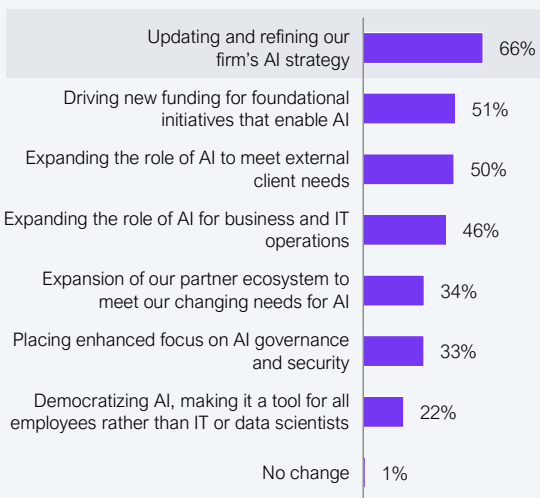 Updating and refining our
firm's AI strategy
66%
Driving new funding for foundational
initiatives that enable AI
51%
Expanding the role of AI to meet external
client needs
50%
Expanding the role of AI for business and IT
operations
46%
Expansion of our partner ecosystem to
meet our changing needs for AI
34%
Placing enhanced focus on AI governance
and security
33%
Democratizing AI, making it a tool for all
employees rather than IT or data scientists
22%
No change
1%